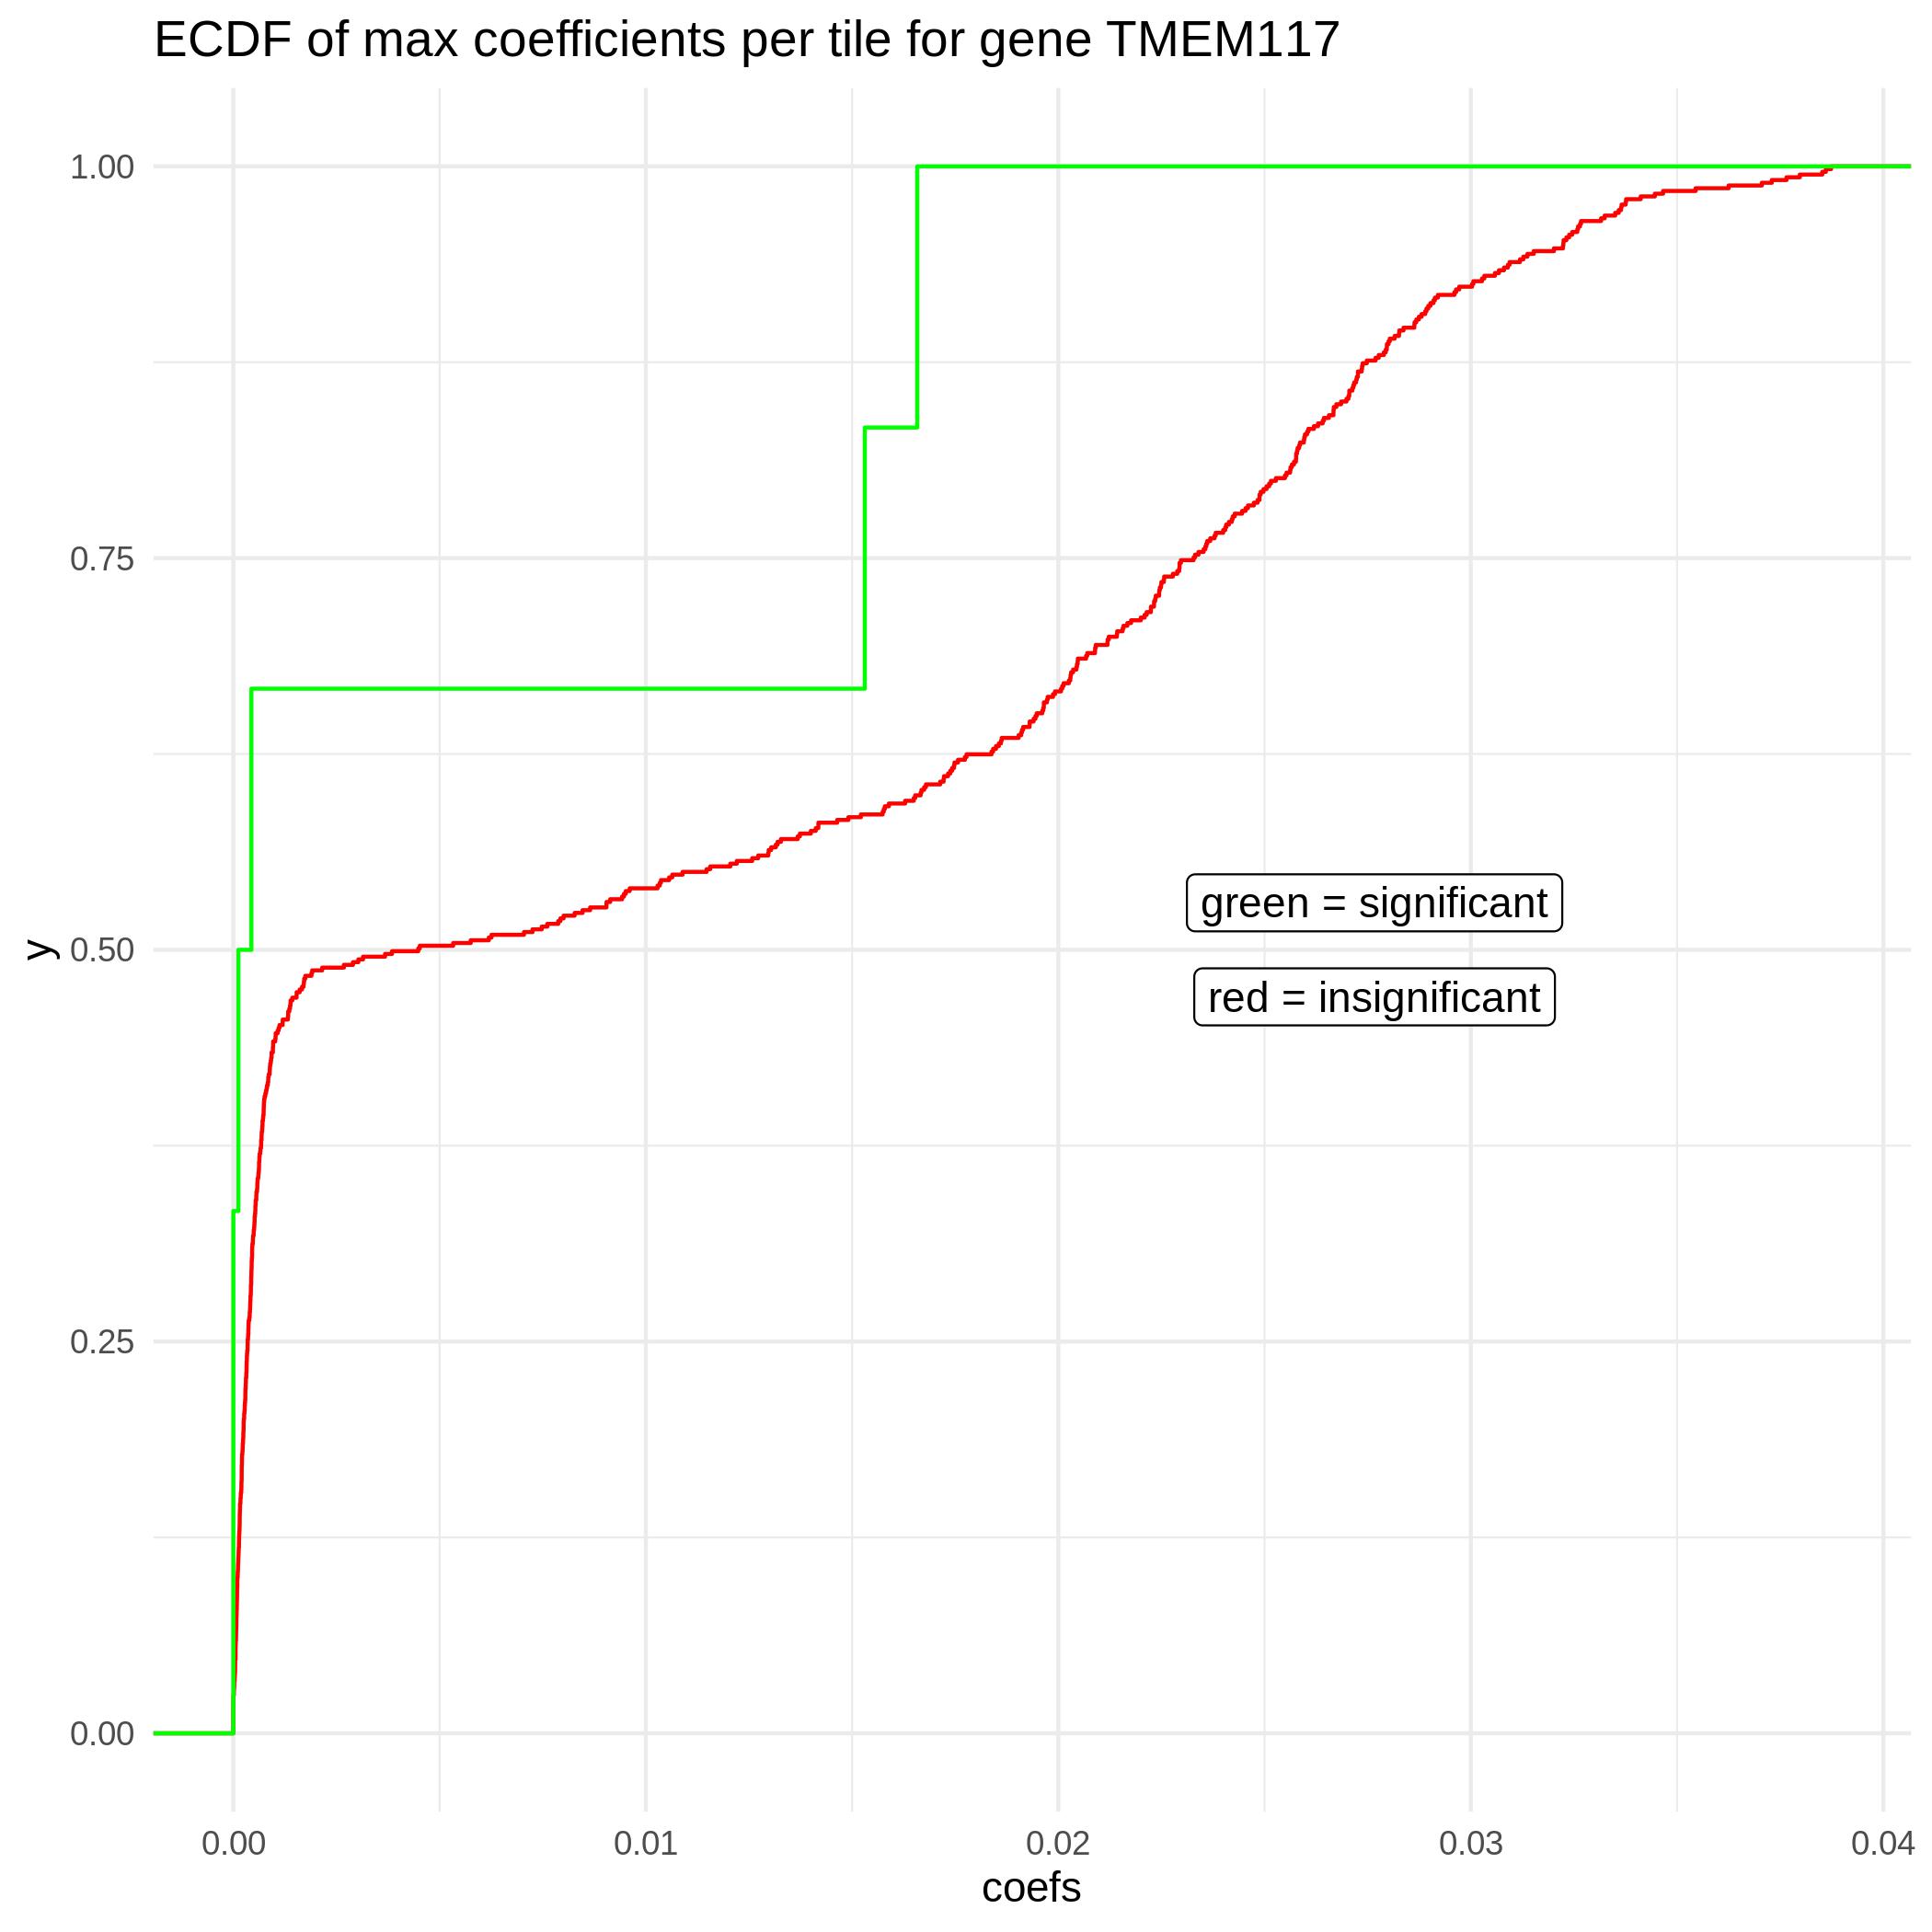 ECDF of max coefficients per tile for gene TMEM117
1.00
0.75
0.50
0.25
0.00
y
green = significant
red = insignificant
0.00 0.01 0.02 0.03 0.04
coefs